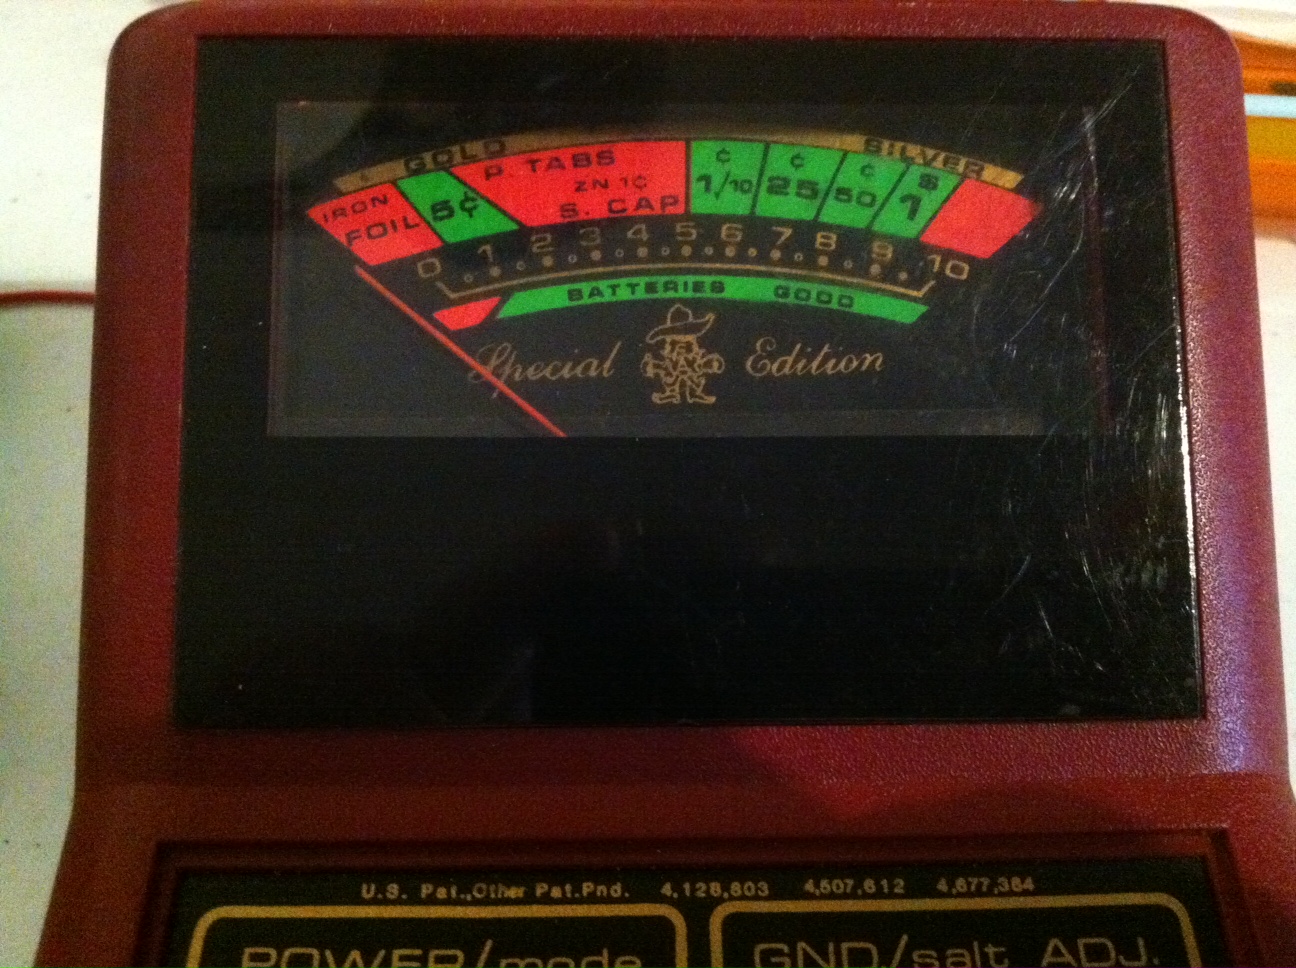 GOLD SILVER
IRON
FOIL
5¢
P. TABS
ZN 1¢
S. CAP
¢
1/10
¢
25
¢
50
$
1
0 1 2 3 4 5 6 7 8 9 10
BATTERIES GOOD
Special Edition
U.S. Pat.,Other Pat.Pnd. 4,128,803 4,507,612 4,677,384
POWER/mode GND./salt ADJ.